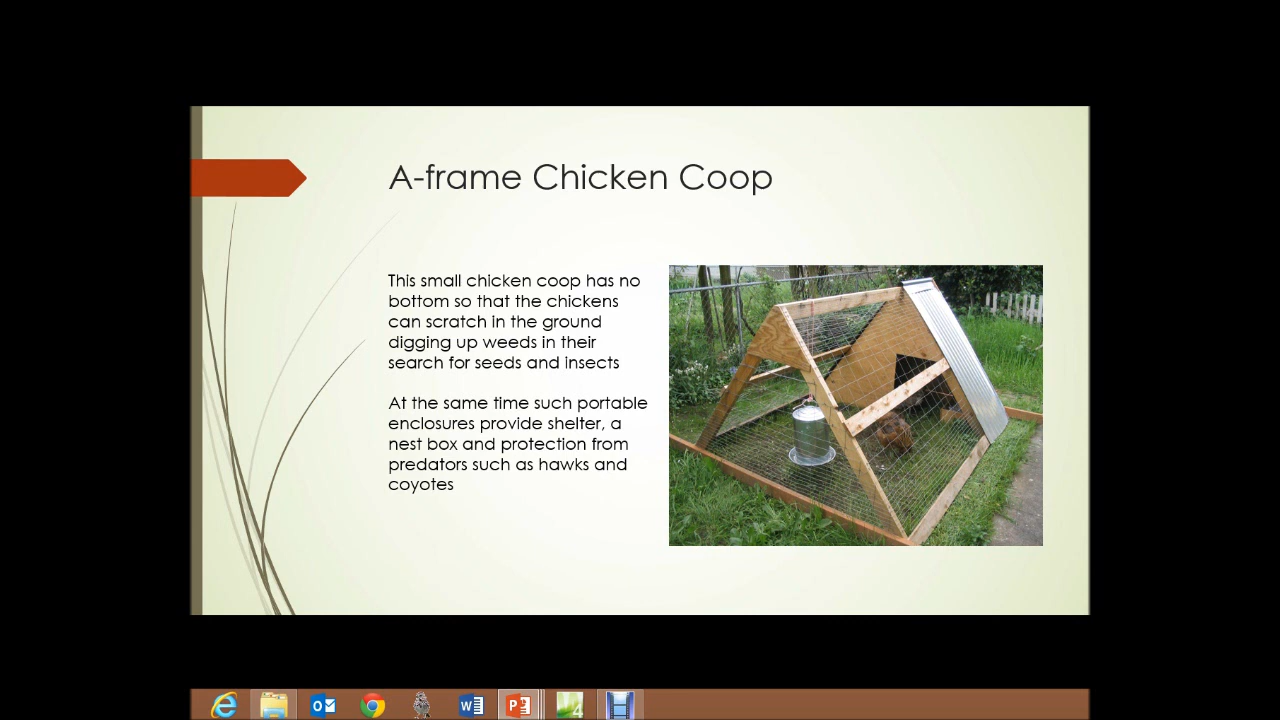 A-frame Chicken Coop
This small chicken coop has no
bottom so that the chickens
can scratch in the ground
digging up weeds in their
search for seeds and insects
At the same time such portable
enclosures provide shelter, a
nest box and protection from
predators such as hawks and
coyotes